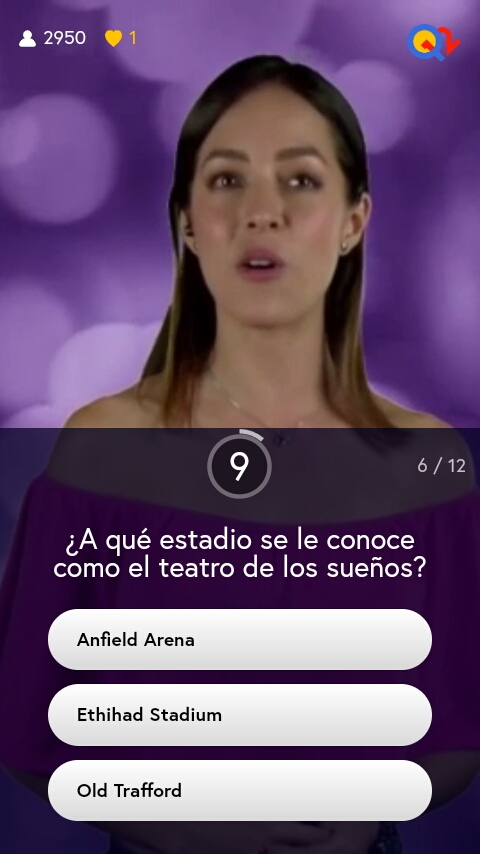 2950 1
9
6 / 12
¿A qué estadio se le conoce
como el teatro de los sueños?
Anfield Arena
Ethihad Stadium
Old Trafford